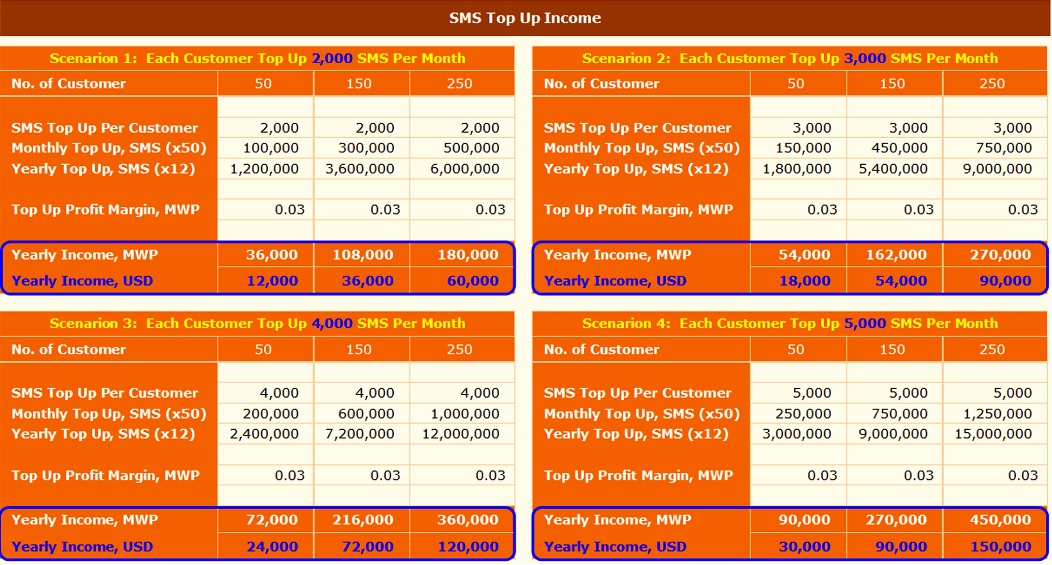 SMS Top Up Income
Scenarion 1: Each Customer Top Up 2,000 SMS Per Month
No. of Customer 50 150 250
SMS Top Up Per Customer 2,000 2,000 2,000
Monthly Top Up, SMS (x50) 100,000 300,000 500,000
Yearly Top Up, SMS (x12) 1,200,000 3,600,000 6,000,000
Top Up Profit Margin, MWP 0.03 0.03 0.03
Yearly Income, MWP 36,000 108,000 180,000
Yearly Income, USD 12,000 36,000 60,000
Scenarion 2: Each Customer Top Up 3,000 SMS Per Month
No. of Customer 50 150 250
SMS Top Up Per Customer 3,000 3,000 3,000
Monthly Top Up, SMS (x50) 150,000 450,000 750,000
Yearly Top Up, SMS (x12) 1,800,000 5,400,000 9,000,000
Top Up Profit Margin, MWP 0.03 0.03 0.03
Yearly Income, MWP 54,000 162,000 270,000
Yearly Income, USD 18,000 54,000 90,000
Scenarion 3: Each Customer Top Up 4,000 SMS Per Month
No. of Customer 50 150 250
SMS Top Up Per Customer 4,000 4,000 4,000
Monthly Top Up, SMS (x50) 200,000 600,000 1,000,000
Yearly Top Up, SMS (x12) 2,400,000 7,200,000 12,000,000
Top Up Profit Margin, MWP 0.03 0.03 0.03
Yearly Income, MWP 72,000 216,000 360,000
Yearly Income, USD 24,000 72,000 120,000
Scenarion 4: Each Customer Top Up 5,000 SMS Per Month
No. of Customer 50 150 250
SMS Top Up Per Customer 5,000 5,000 5,000
Monthly Top Up, SMS (x50) 250,000 750,000 1,250,000
Yearly Top Up, SMS (x12) 3,000,000 9,000,000 15,000,000
Top Up Profit Margin, MWP 0.03 0.03 0.03
Yearly Income, MWP 90,000 270,000 450,000
Yearly Income, USD 30,000 90,000 150,000